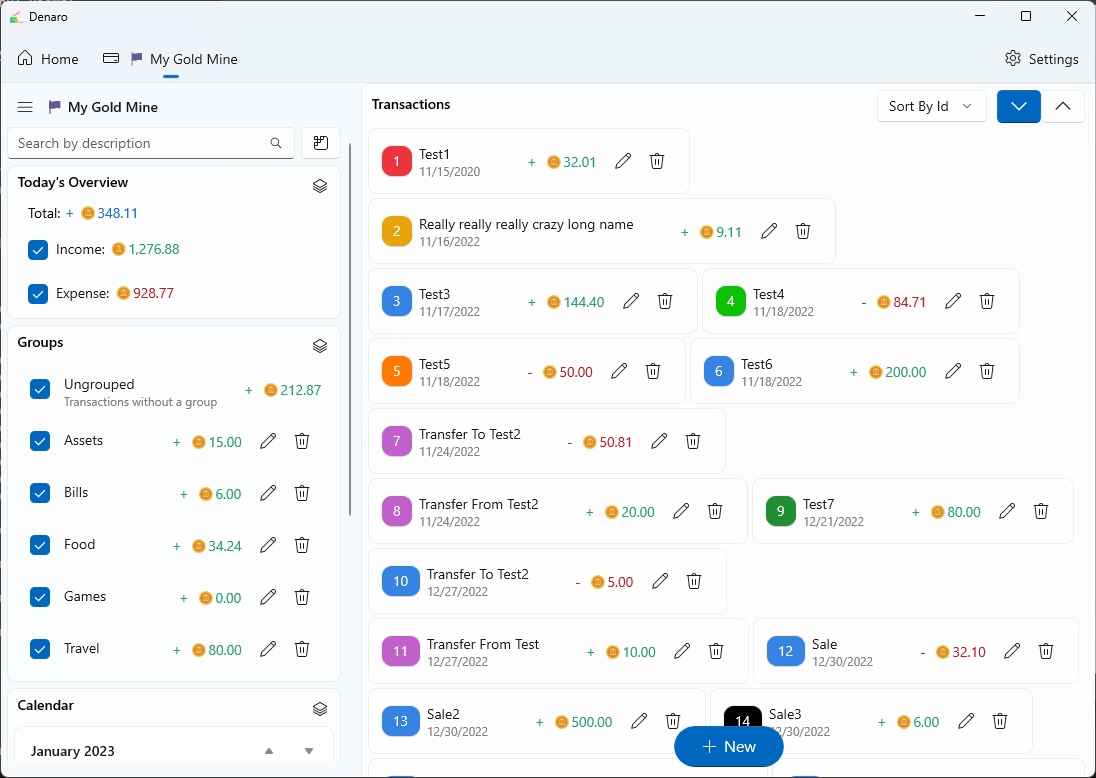 Denaro
Home
My Gold Mine
Settings
My Gold Mine
Search by description
Today's Overview
Total: + 348.11
Income: 1,276.88
Expense: 928.77
Groups
Ungrouped
Transactions without a group
+ 212.87
Assets + 15.00
Bills + 6.00
Food + 34.24
Games + 0.00
Travel + 80.00
Calendar
January 2023
Transactions
Sort By Id
1 Test1 + 32.01
11/15/2020
2 Really really really crazy long name + 9.11
11/16/2022
3 Test3 + 144.40
11/17/2022
4 Test4 - 84.71
11/18/2022
5 Test5 - 50.00
11/18/2022
6 Test6 + 200.00
11/18/2022
7 Transfer To Test2 - 50.81
11/24/2022
8 Transfer From Test2 + 20.00
11/24/2022
9 Test7 + 80.00
12/21/2022
10 Transfer To Test2 - 5.00
12/27/2022
11 Transfer From Test + 10.00
12/27/2022
12 Sale - 32.10
12/30/2022
13 Sale2 + 500.00
12/30/2022
14 Sale3 + 6.00
2/30/2022
New